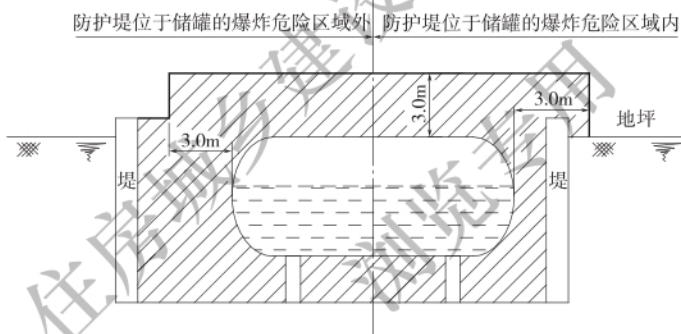 防护堤位于储罐的爆炸危险区域外 防护堤位于储罐的爆炸危险区域内
3.0m
3.0m
地坪
3.0m
堤
堤
住房城乡建设
浏览专用